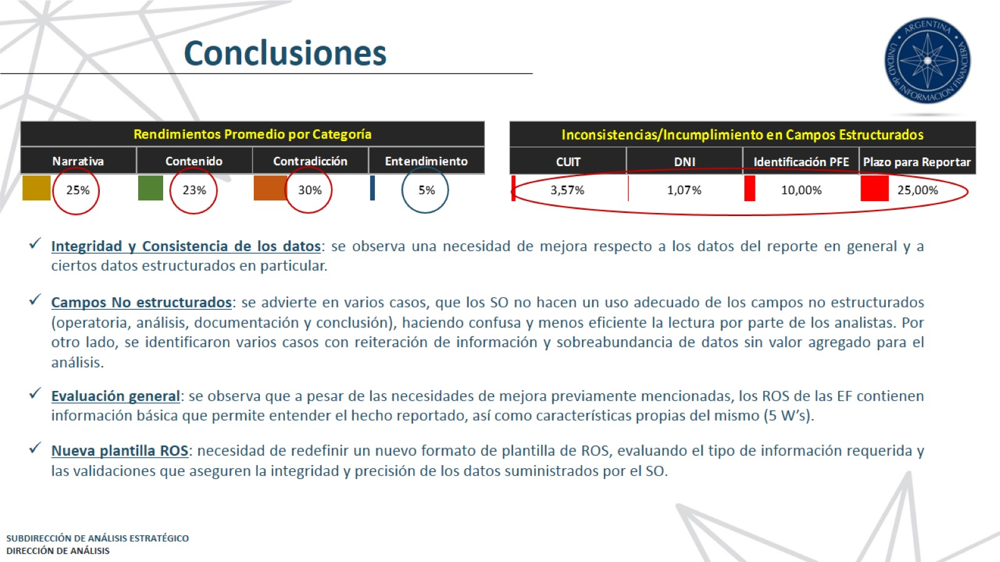 Conclusiones
ARGENTINA
UNIDAD de INFORMACION FINANCIERA
Rendimientos Promedio por Categoría
Narrativa Contenido Contradicción Entendimiento
25% 23% 30% 5%
Inconsistencias/Incumplimiento en Campos Estructurados
CUIT DNI Identificación PFE Plazo para Reportar
3,57% 1,07% 10,00% 25,00%
✓ Integridad y Consistencia de los datos: se observa una necesidad de mejora respecto a los datos del reporte en general y a
ciertos datos estructurados en particular.
✓ Campos No estructurados: se advierte en varios casos, que los SO no hacen un uso adecuado de los campos no estructurados
(operatoria, análisis, documentación y conclusión), haciendo confusa y menos eficiente la lectura por parte de los analistas. Por
otro lado, se identificaron varios casos con reiteración de información y sobreabundancia de datos sin valor agregado para el
análisis.
✓ Evaluación general: se observa que a pesar de las necesidades de mejora previamente mencionadas, los ROS de las EF contienen
información básica que permite entender el hecho reportado, así como características propias del mismo (5 W’s).
✓ Nueva plantilla ROS: necesidad de redefinir un nuevo formato de plantilla de ROS, evaluando el tipo de información requerida y
las validaciones que aseguren la integridad y precisión de los datos suministrados por el SO.
SUBDIRECCIÓN DE ANÁLISIS ESTRATÉGICO
DIRECCIÓN DE ANÁLISIS